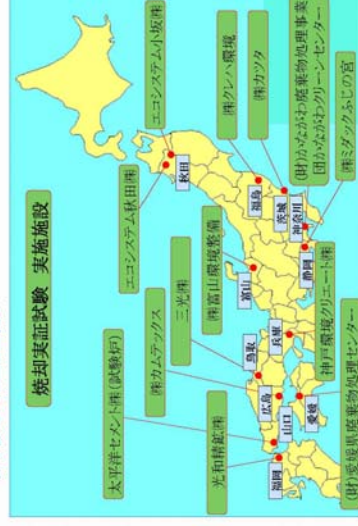 焼却実証試験 実施施設
太平洋セメント㈱(試験炉)
㈱カムテックス
三光㈱
㈱富山環境整備
エコシステム秋田㈱
エコシステム小坂㈱
光和精鉱㈱
福岡
山口
広島
鳥取
愛媛
兵庫
富山
静岡
神奈川
茨城
福島
秋田
㈱クレハ環境
㈱カツタ
(財)かながわ廃棄物処理事業
団かながわクリーンセンター
㈱ミダックふじの宮
神戸環境クリエート㈱
(財)愛媛県廃棄物処理センター